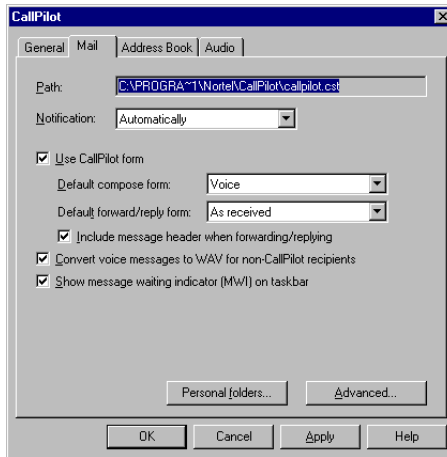 CallPilot
General Mail Address Book Audio
Path: C:\PROGRA~1\Nortel\CallPilot\callpilot.cst
Notification: Automatically
Use CallPilot form
Default compose form: Voice
Default forward/reply form: As received
Include message header when forwarding/replying
Convert voice messages to WAV for non-CallPilot recipients
Show message waiting indicator (MWI) on taskbar
Personal folders... Advanced...
OK Cancel Apply Help